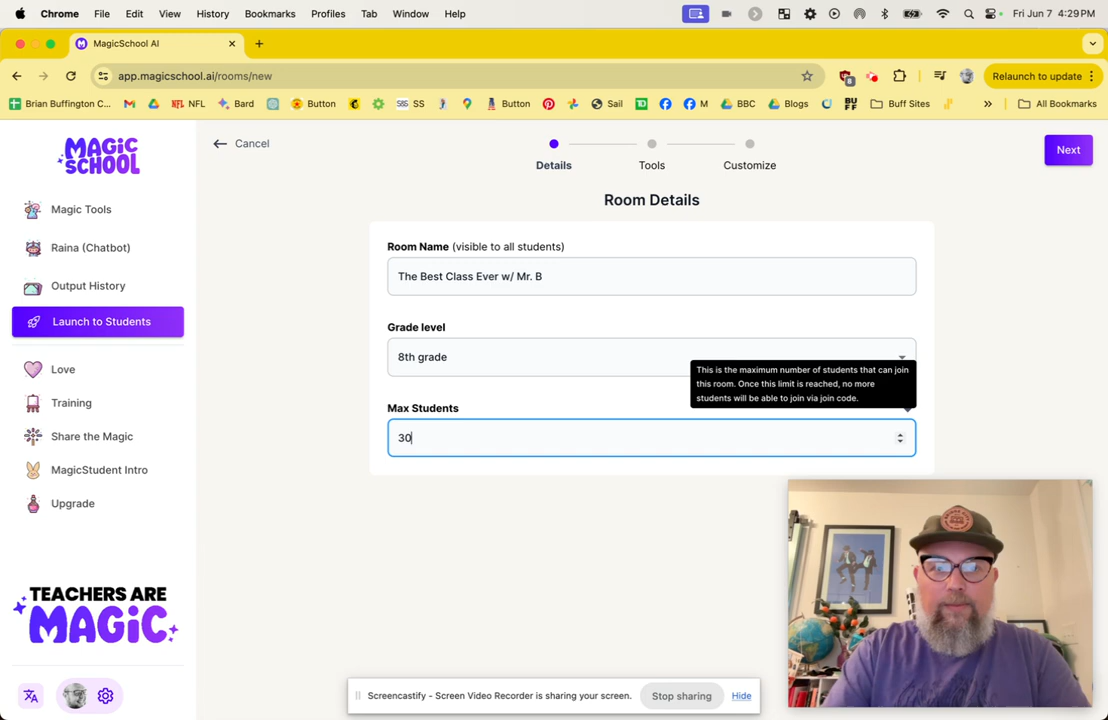 Chrome File Edit View History Bookmarks Profiles Tab Window Help Fri Jun 7 4:29 PM
MagicSchool AI
app.magicschool.ai/rooms/new Relaunch to update
Brian Buffington C... NFL Bard Button SS Button Sail M BBC Blogs BUFF Buff Sites » All Bookmarks
MAGIC
SCHOOL
Magic Tools
Raina (Chatbot)
Output History
Launch to Students
Love
Training
Share the Magic
MagicStudent Intro
Upgrade
TEACHERS ARE
MAGIC
Cancel
Details Tools Customize
Next
Room Details
Room Name (visible to all students)
The Best Class Ever w/ Mr. B
Grade level
8th grade
This is the maximum number of students that can join
this room. Once this limit is reached, no more
students will be able to join via join code.
Max Students
30
Screencastify - Screen Video Recorder is sharing your screen. Stop sharing Hide